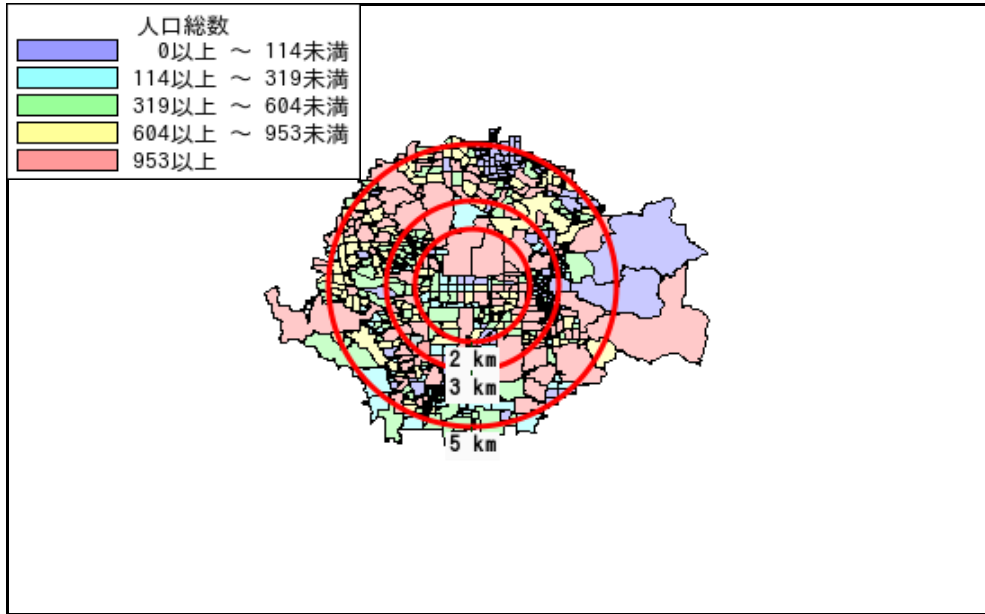 人口総数
0以上 ～ 114未満
114以上 ～ 319未満
319以上 ～ 604未満
604以上 ～ 953未満
953以上
2 km
3 km
5 km